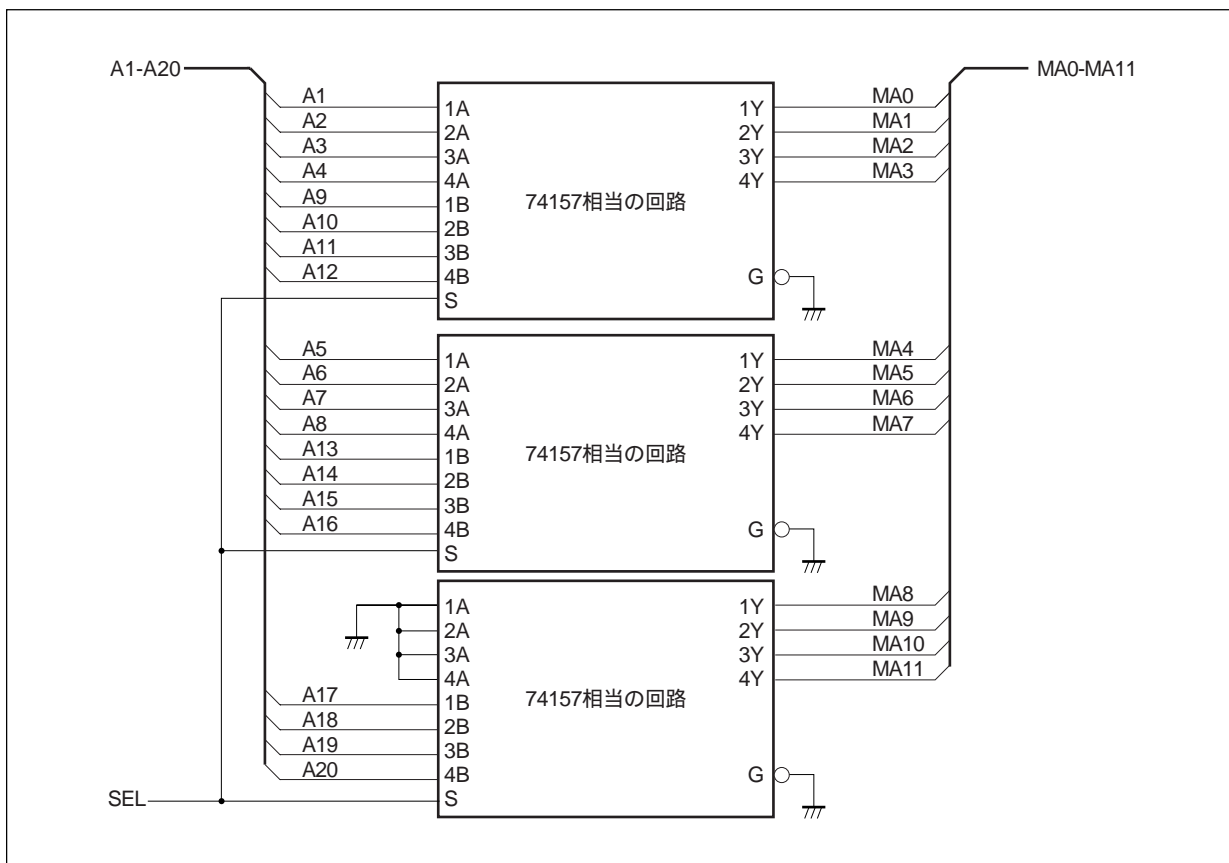 A1-A20
MA0-MA11
A1 1A 1Y MA0
A2 2A 2Y MA1
A3 3A 3Y MA2
A4 4A 4Y MA3
A9 1B
74157相当の回路
A10 2B
A11 3B
A12 4B G
S
A5 1A 1Y MA4
A6 2A 2Y MA5
A7 3A 3Y MA6
A8 4A 4Y MA7
A13 1B
74157相当の回路
A14 2B
A15 3B
A16 4B G
S
1A 1Y MA8
2A 2Y MA9
3A 3Y MA10
4A 4Y MA11
A17 1B
74157相当の回路
A18 2B
A19 3B
A20 4B G
SEL S